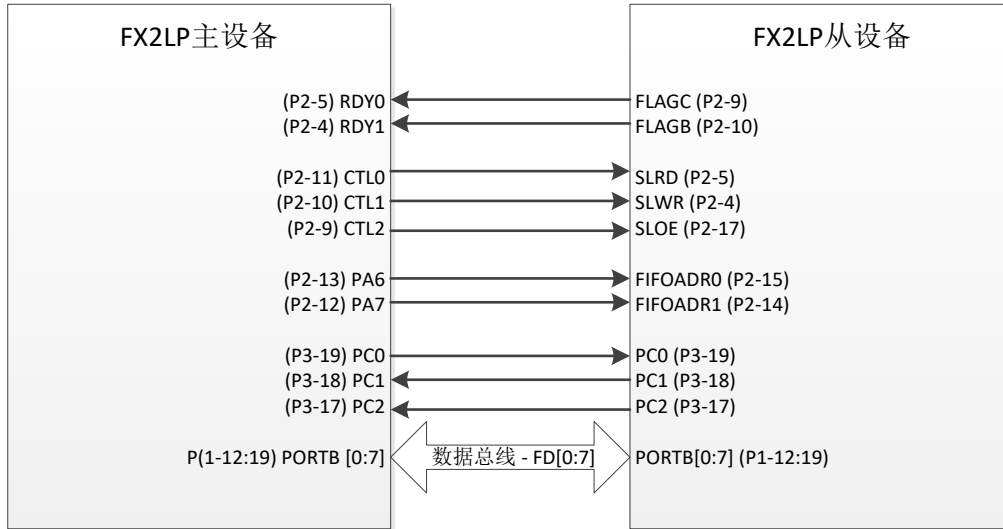 FX2LP主设备 FX2LP从设备
(P2-5) RDY0 FLAGC (P2-9)
(P2-4) RDY1 FLAGB (P2-10)
(P2-11) CTL0 SLRD (P2-5)
(P2-10) CTL1 SLWR (P2-4)
(P2-9) CTL2 SLOE (P2-17)
(P2-13) PA6 FIFOADR0 (P2-15)
(P2-12) PA7 FIFOADR1 (P2-14)
(P3-19) PC0 PC0 (P3-19)
(P3-18) PC1 PC1 (P3-18)
(P3-17) PC2 PC2 (P3-17)
P(1-12:19) PORTB [0:7] 数据总线 - FD[0:7] PORTB[0:7] (P1-12:19)